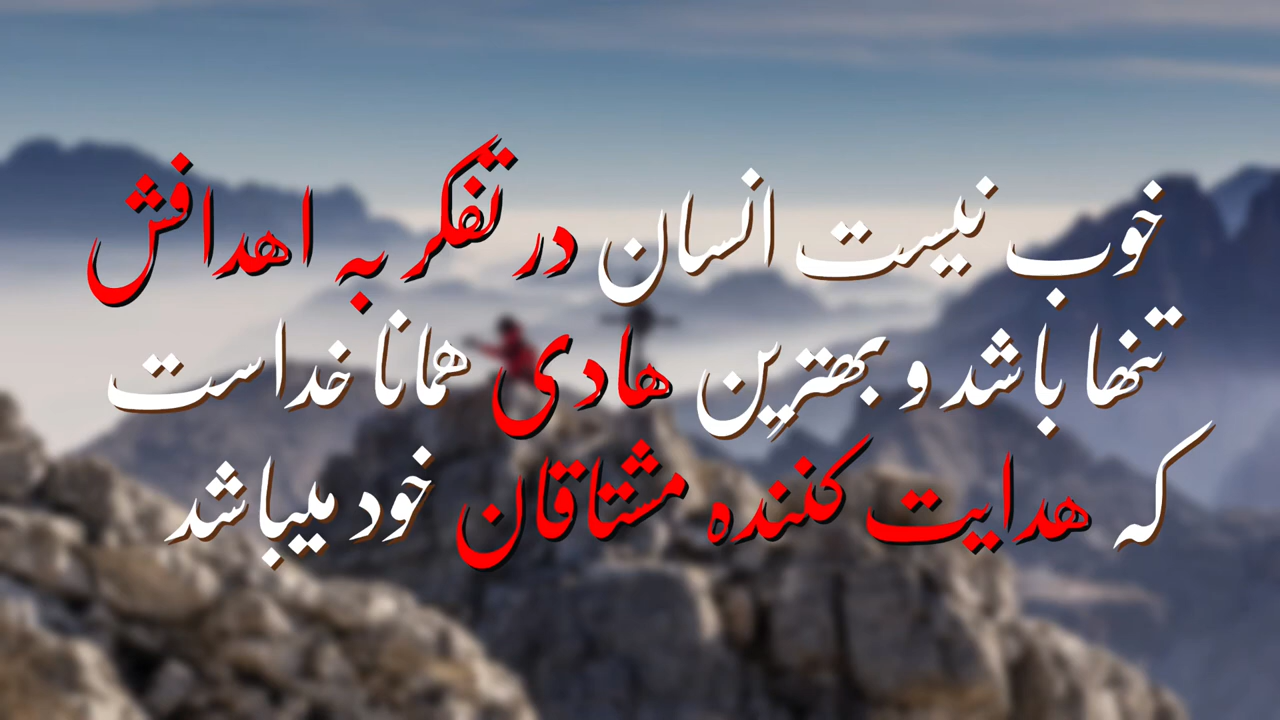 خوب نیست انسان در تفکر به اهدافش
تنها باشد و بهترین هادی همانا خداست
که هدایت کننده مشتاقان خود میباشد